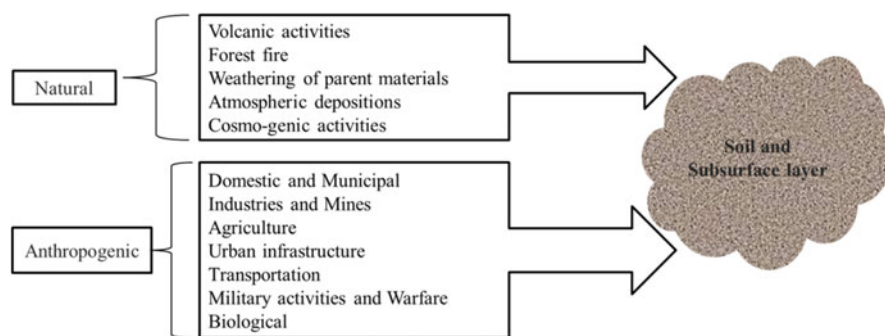 Natural
Volcanic activities
Forest fire
Weathering of parent materials
Atmospheric depositions
Cosmo-genic activities
Anthropogenic
Domestic and Municipal
Industries and Mines
Agriculture
Urban infrastructure
Transportation
Military activities and Warfare
Biological
Soil and
Subsurface layer